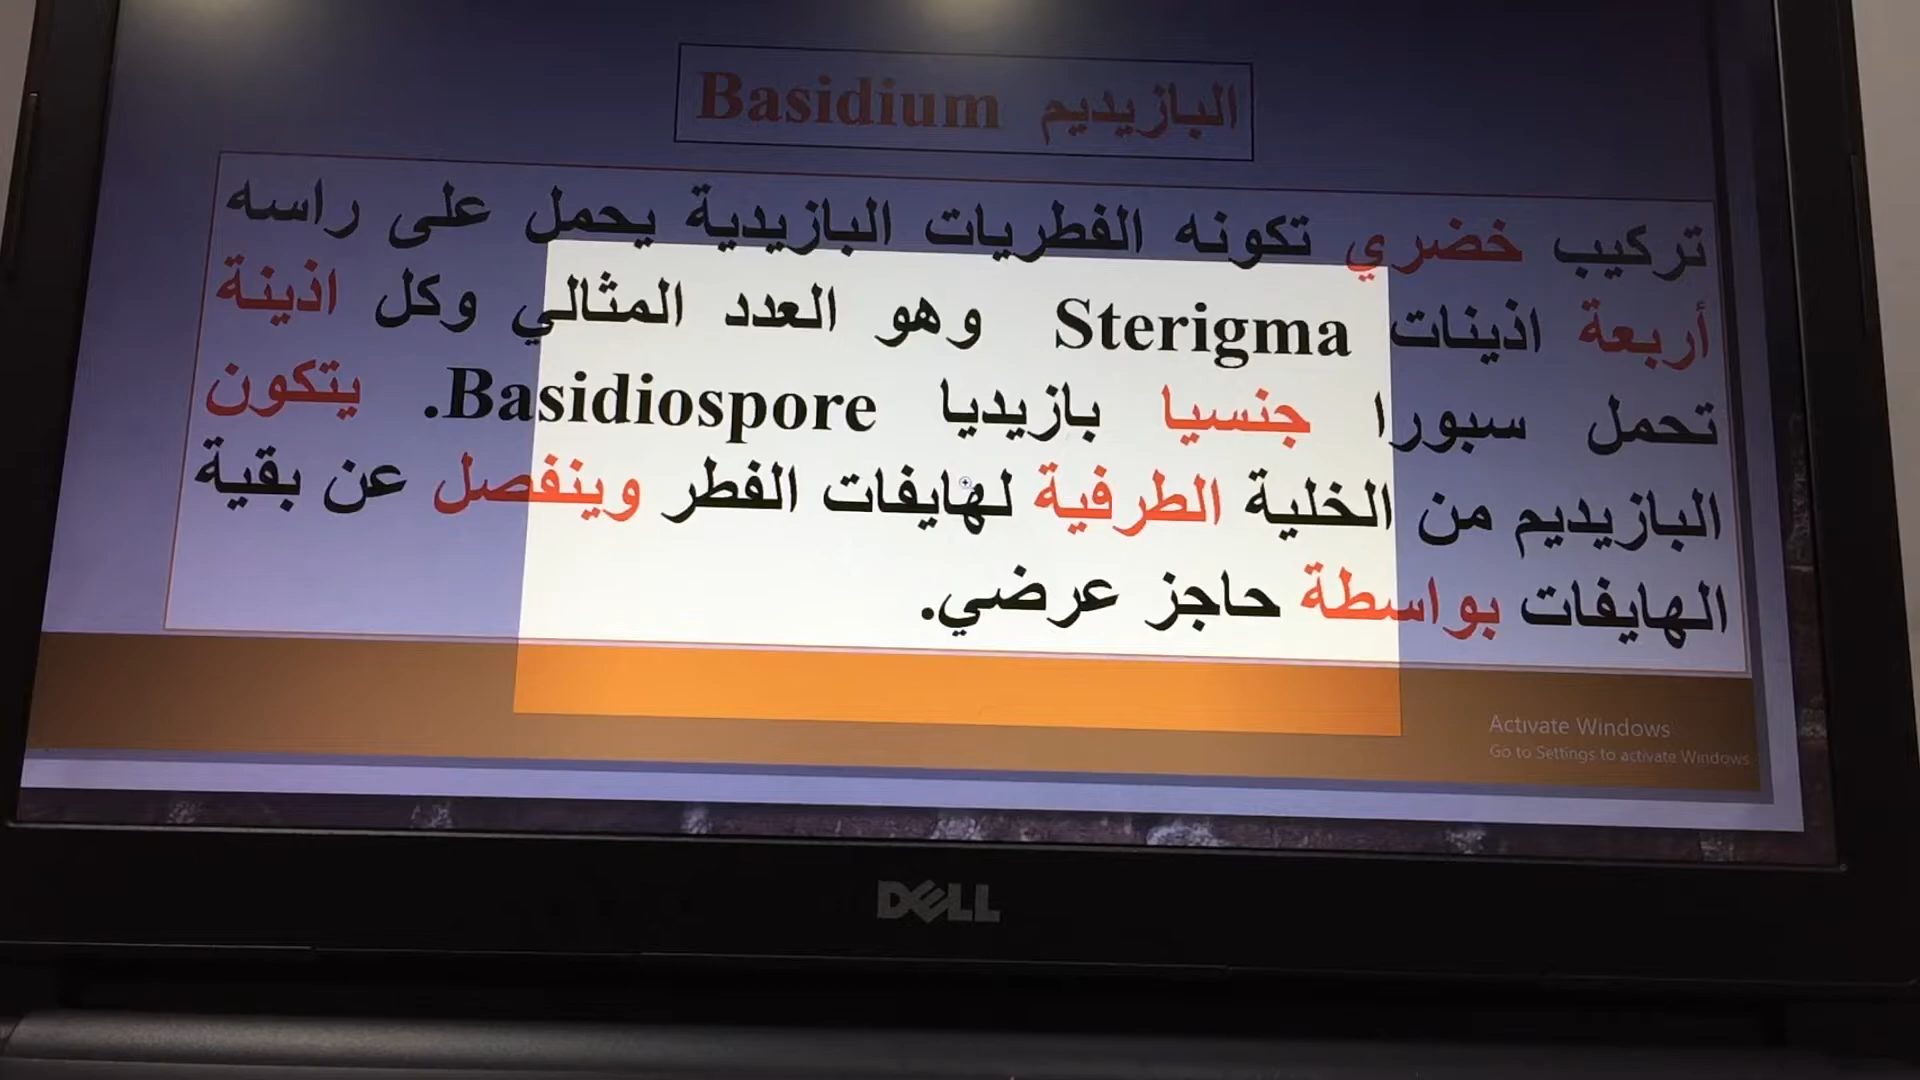 البازيديم Basidium
تركيب خضري تكونه الفطريات البازيدية يحمل على راسه
أربعة اذينات Sterigma وهو العدد المثالي وكل اذينة
تحمل سبورا جنسيا بازيديا Basidiospore. يتكون
البازيديم من الخلية الطرفية لهايفات الفطر وينفصل عن بقية
الهايفات بواسطة حاجز عرضي.
Activate Windows
Go to Settings to activate Windows.
DELL